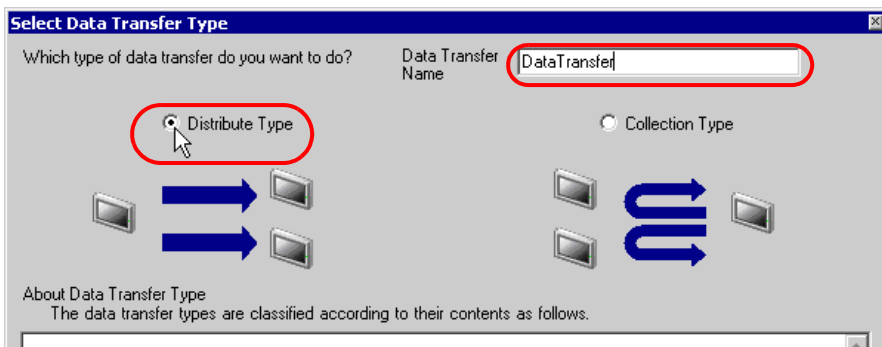 Select Data Transfer Type
Which type of data transfer do you want to do?
Data Transfer
Name
DataTransfer
Distribute Type
Collection Type
About Data Transfer Type
The data transfer types are classified according to their contents as follows.